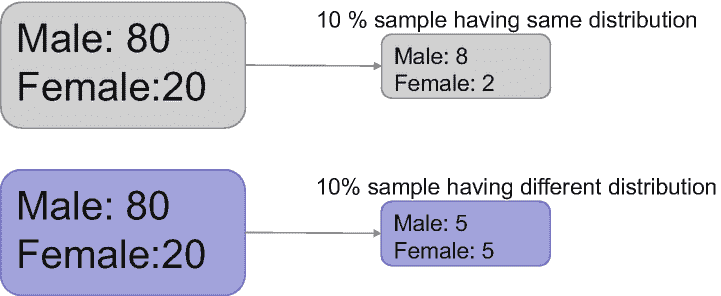 Male: 80
Female:20
10 % sample having same distribution
Male: 8
Female: 2
Male: 80
Female:20
10% sample having different distribution
Male: 5
Female: 5